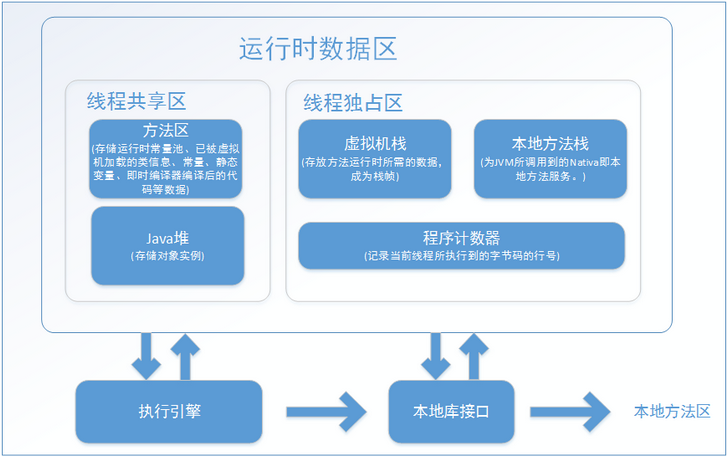 运行时数据区
线程共享区
方法区
(存储运行时常量池、已被虚拟
机加载的类信息、常量、静态
变量、即时编译器编译后的代
码等数据)
Java堆
(存储对象实例)
线程独占区
虚拟机栈
(存放方法运行时所需的数据，
成为栈帧)
本地方法栈
(为JVM所调用到的Nativa即本
地方法服务。)
程序计数器
(记录当前线程所执行到的字节码的行号)
执行引擎
本地库接口
本地方法区